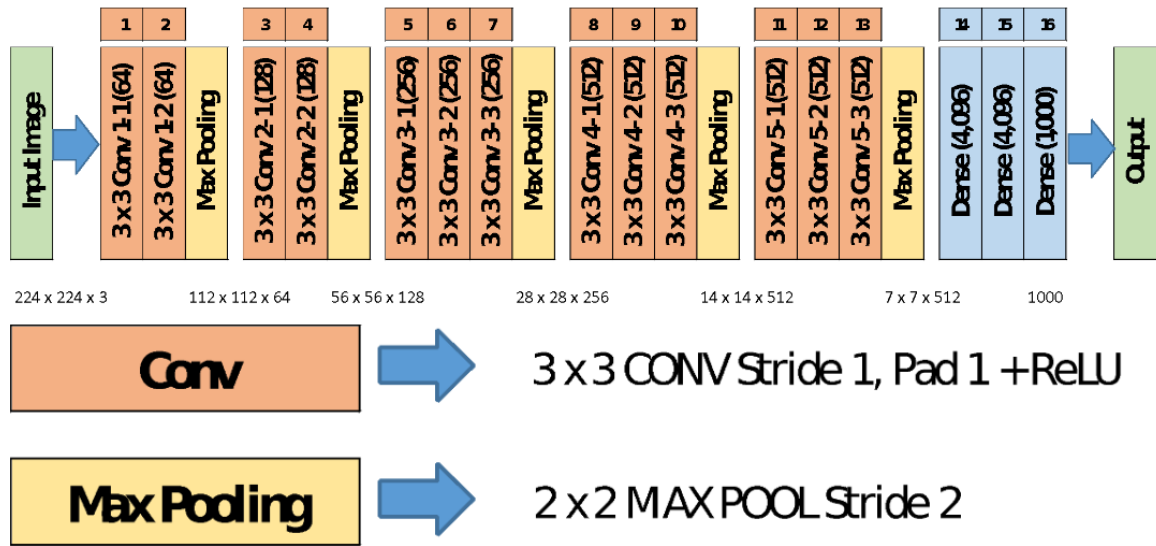 1 2 3 4 5 6 7 8 9 10 11 12 13 14 15 16
Input Image
3 x 3 Conv 1-1 (64)
3 x 3 Conv 1-2 (64)
Max Pooling
3 x 3 Conv 2-1 (128)
3 x 3 Conv 2-2 (128)
Max Pooling
3 x 3 Conv 3-1 (256)
3 x 3 Conv 3-2 (256)
3 x 3 Conv 3-3 (256)
Max Pooling
3 x 3 Conv 4-1 (512)
3 x 3 Conv 4-2 (512)
3 x 3 Conv 4-3 (512)
Max Pooling
3 x 3 Conv 5-1 (512)
3 x 3 Conv 5-2 (512)
3 x 3 Conv 5-3 (512)
Max Pooling
Dense (4,096)
Dense (4,096)
Dense (1,000)
Output
224 x 224 x 3 112 x 112 x 64 56 x 56 x 128 28 x 28 x 256 14 x 14 x 512 7 x 7 x 512 1000
Conv 3 x 3 CONV Stride 1, Pad 1 + ReLU
Max Pooling 2 x 2 MAX POOL Stride 2